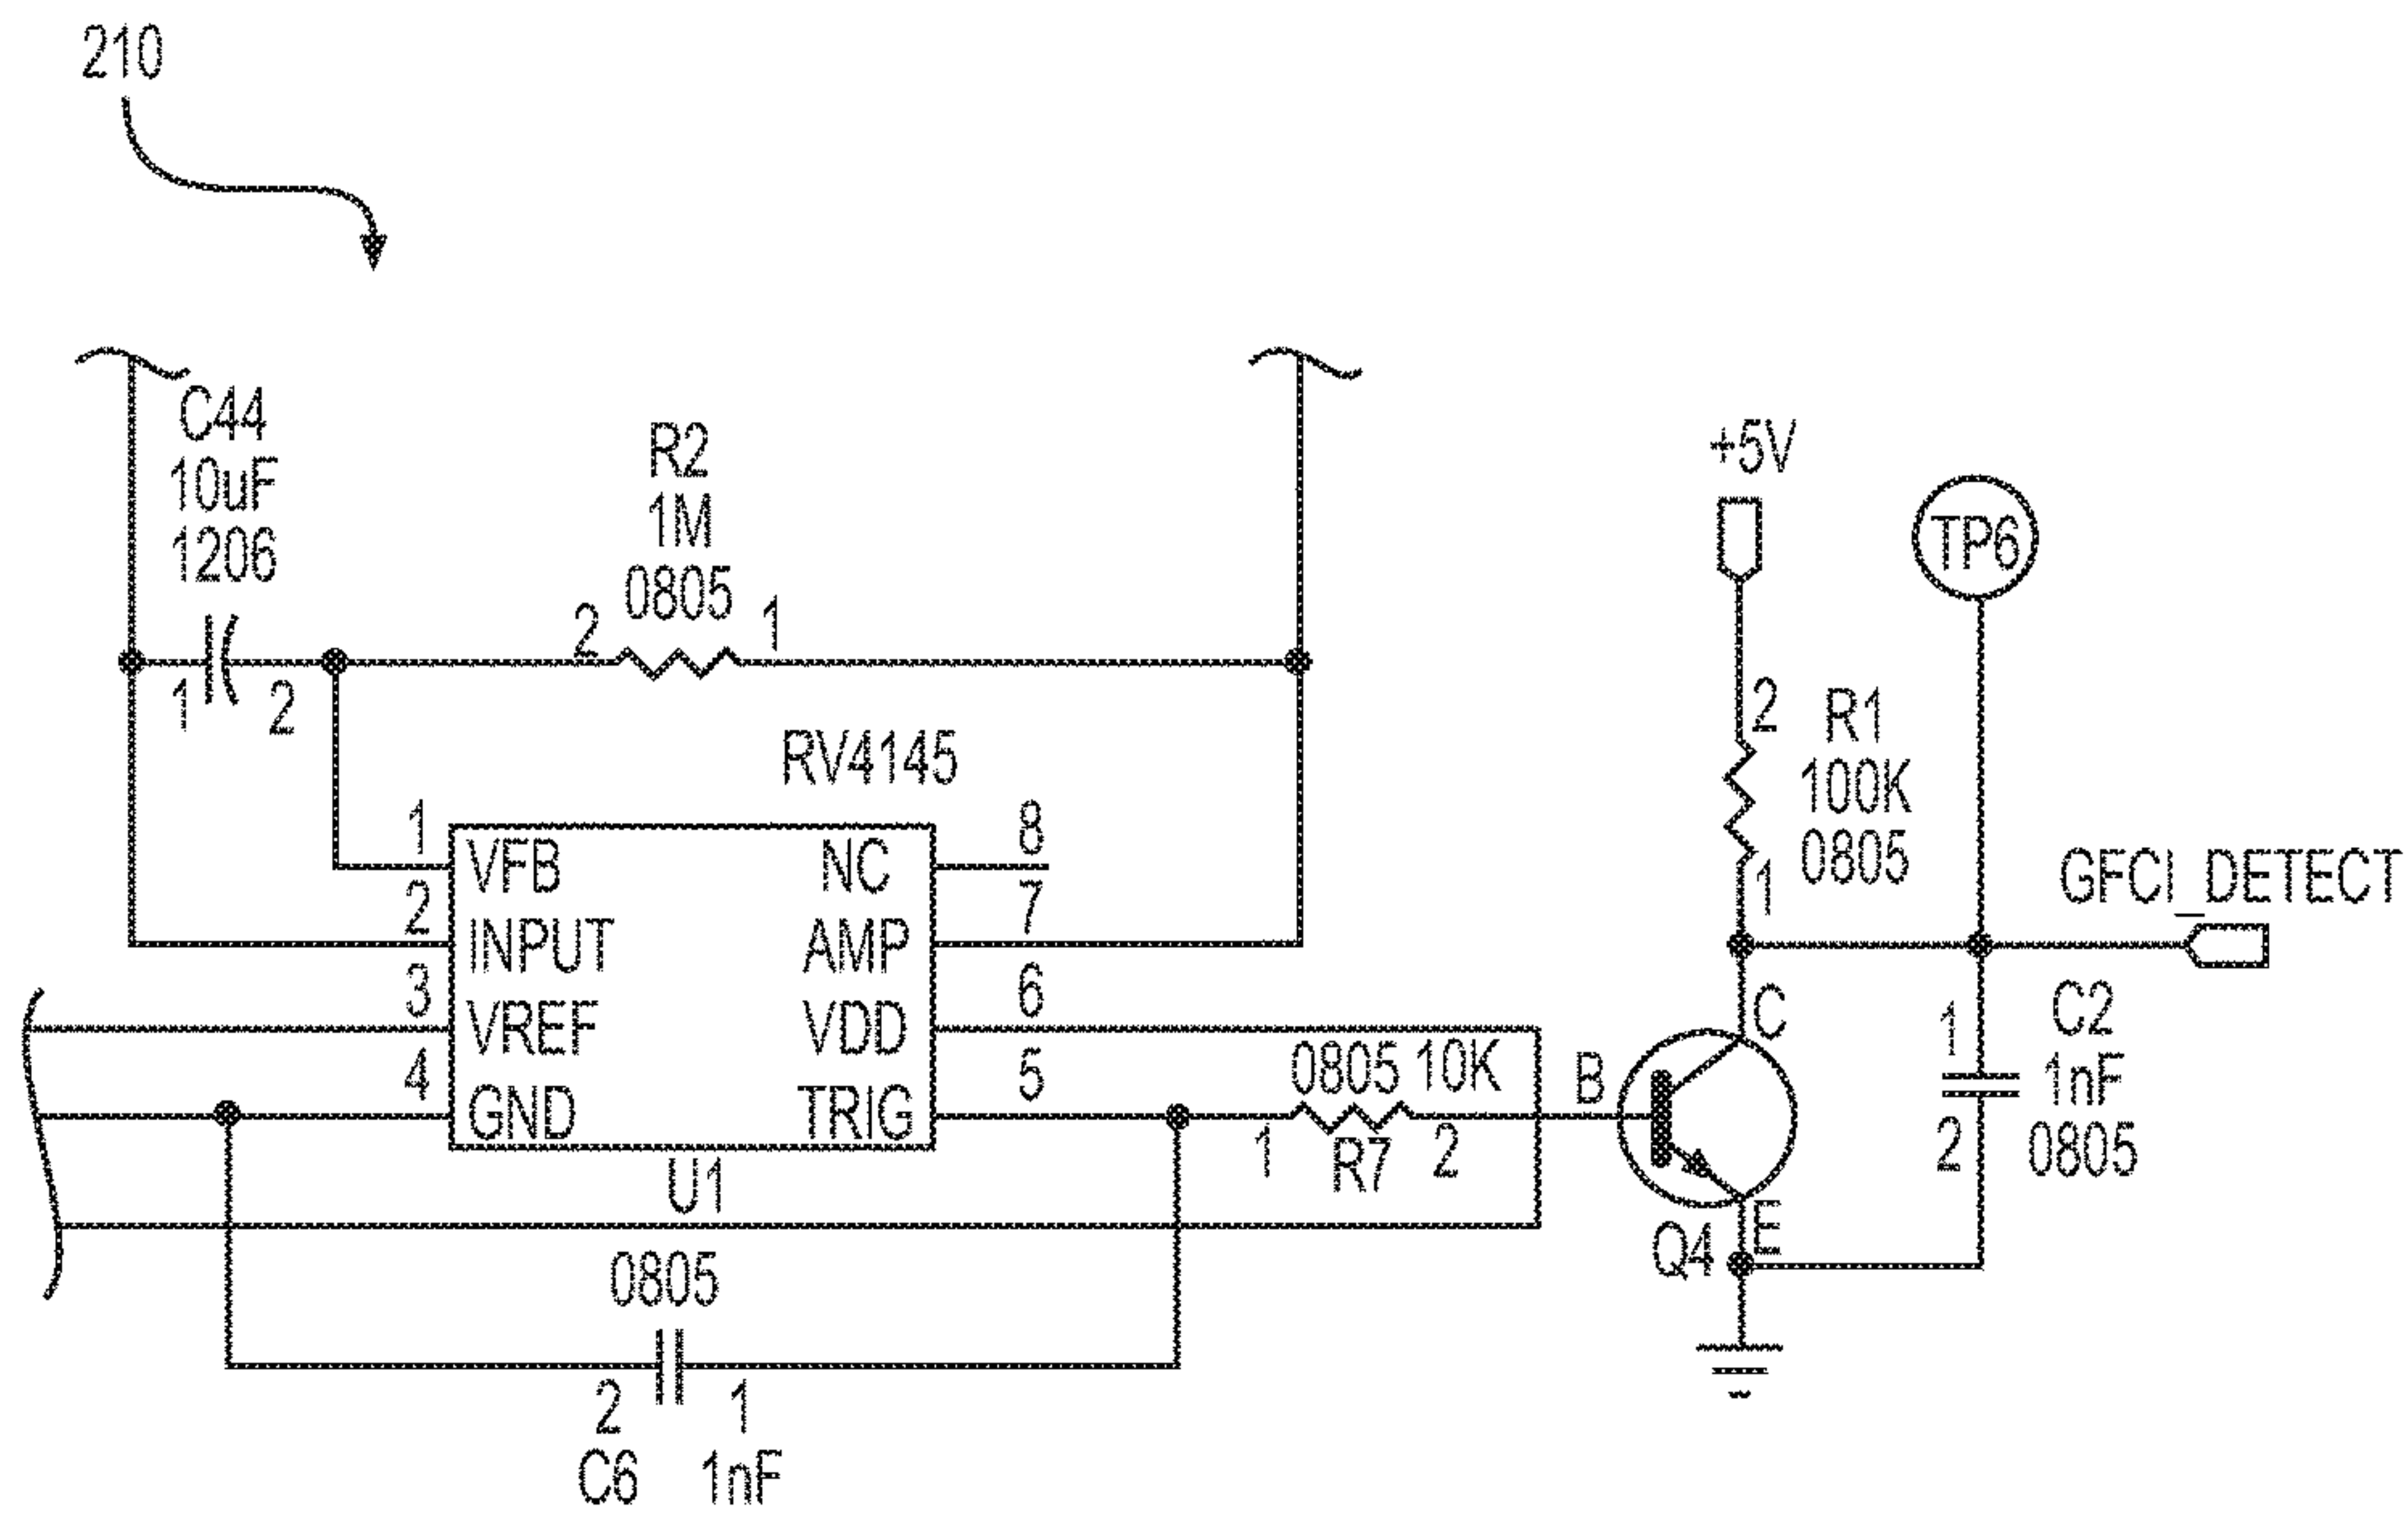 210
C44
10uF
1206
1
2
R2
1M
0805
2
1
RV4145
1
2
3
4
VFB
INPUT
VREF
GND
NC
AMP
VDD
TRIG
8
7
6
5
U1
0805
2
1
C6
1nF
0805 10K
1
R7
2
+5V
2
R1
100K
0805
1
TP6
GFCI_DETECT
B
C
E
Q4
1
C2
1nF
0805
2